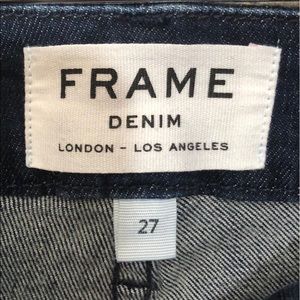 FRAME
DENIM
LONDON - LOS ANGELES
27